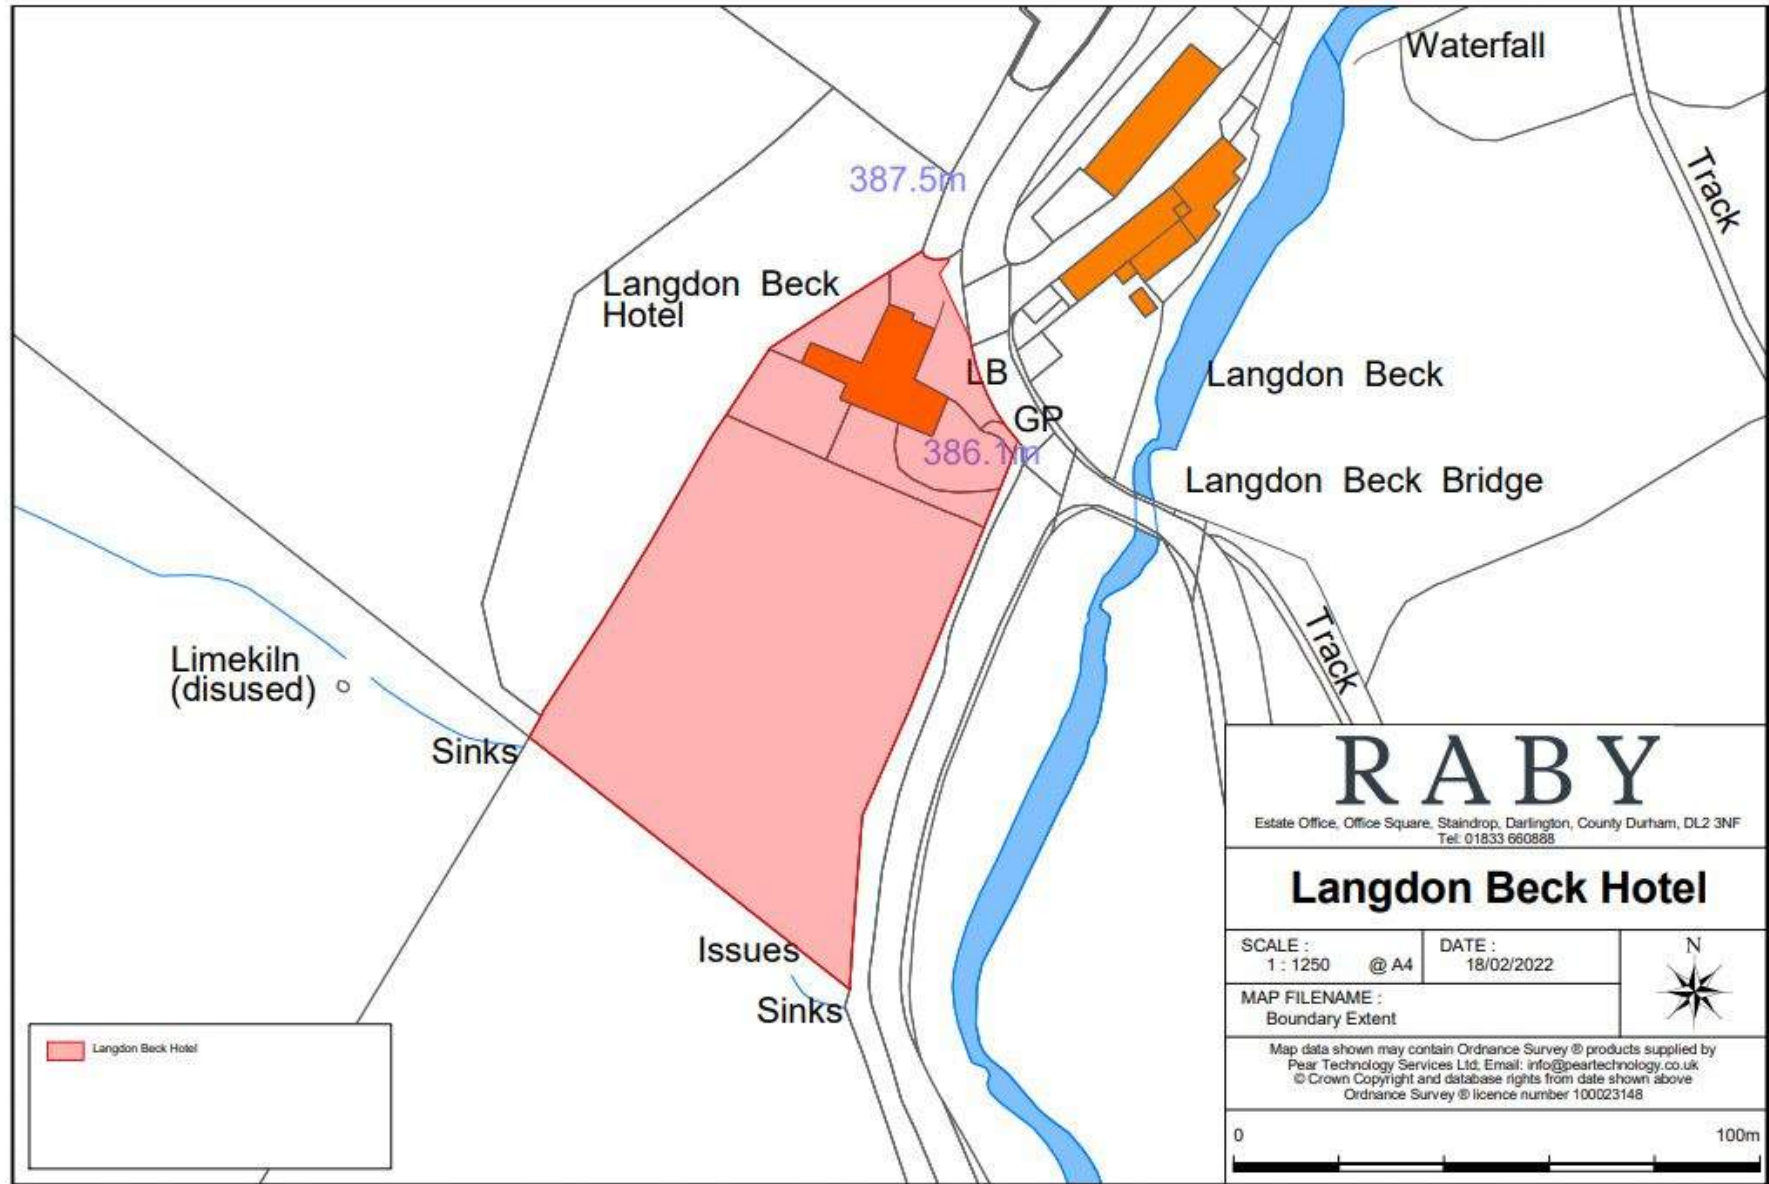 Waterfall
Track
387.5m
Langdon Beck
Hotel
LB
GP
386.1m
Langdon Beck
Langdon Beck Bridge
Track
Limekiln
(disused)
Sinks
Issues
Sinks
Langdon Beck Hotel
RABY
Estate Office, Office Square, Staindrop, Darlington, County Durham, DL2 3NF
Tel: 01833 660888
Langdon Beck Hotel
SCALE :
1 : 1250 @ A4
DATE :
18/02/2022
N
MAP FILENAME :
Boundary Extent
Map data shown may contain Ordnance Survey ® products supplied by
Pear Technology Services Ltd; Email: info@peartechnology.co.uk
© Crown Copyright and database rights from date shown above
Ordnance Survey ® licence number 100023148
0 100m